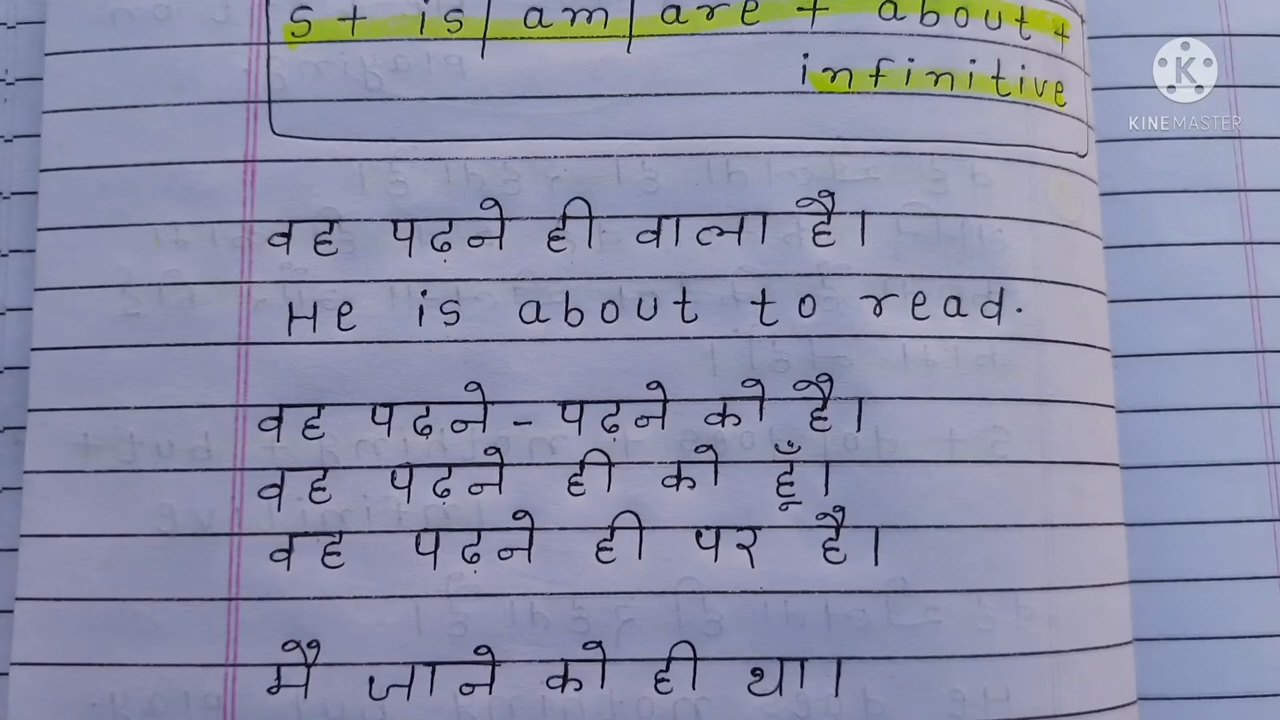 S + is | am | are + about +
infinitive
K
KINEMASTER
वह पढ़ने ही वाला है।
He is about to read.
वह पढने - पढ़ने को है।
वह पढ़ने ही को हूँ।
वह पढ़ने ही पर है।
मैं जाने को ही था।